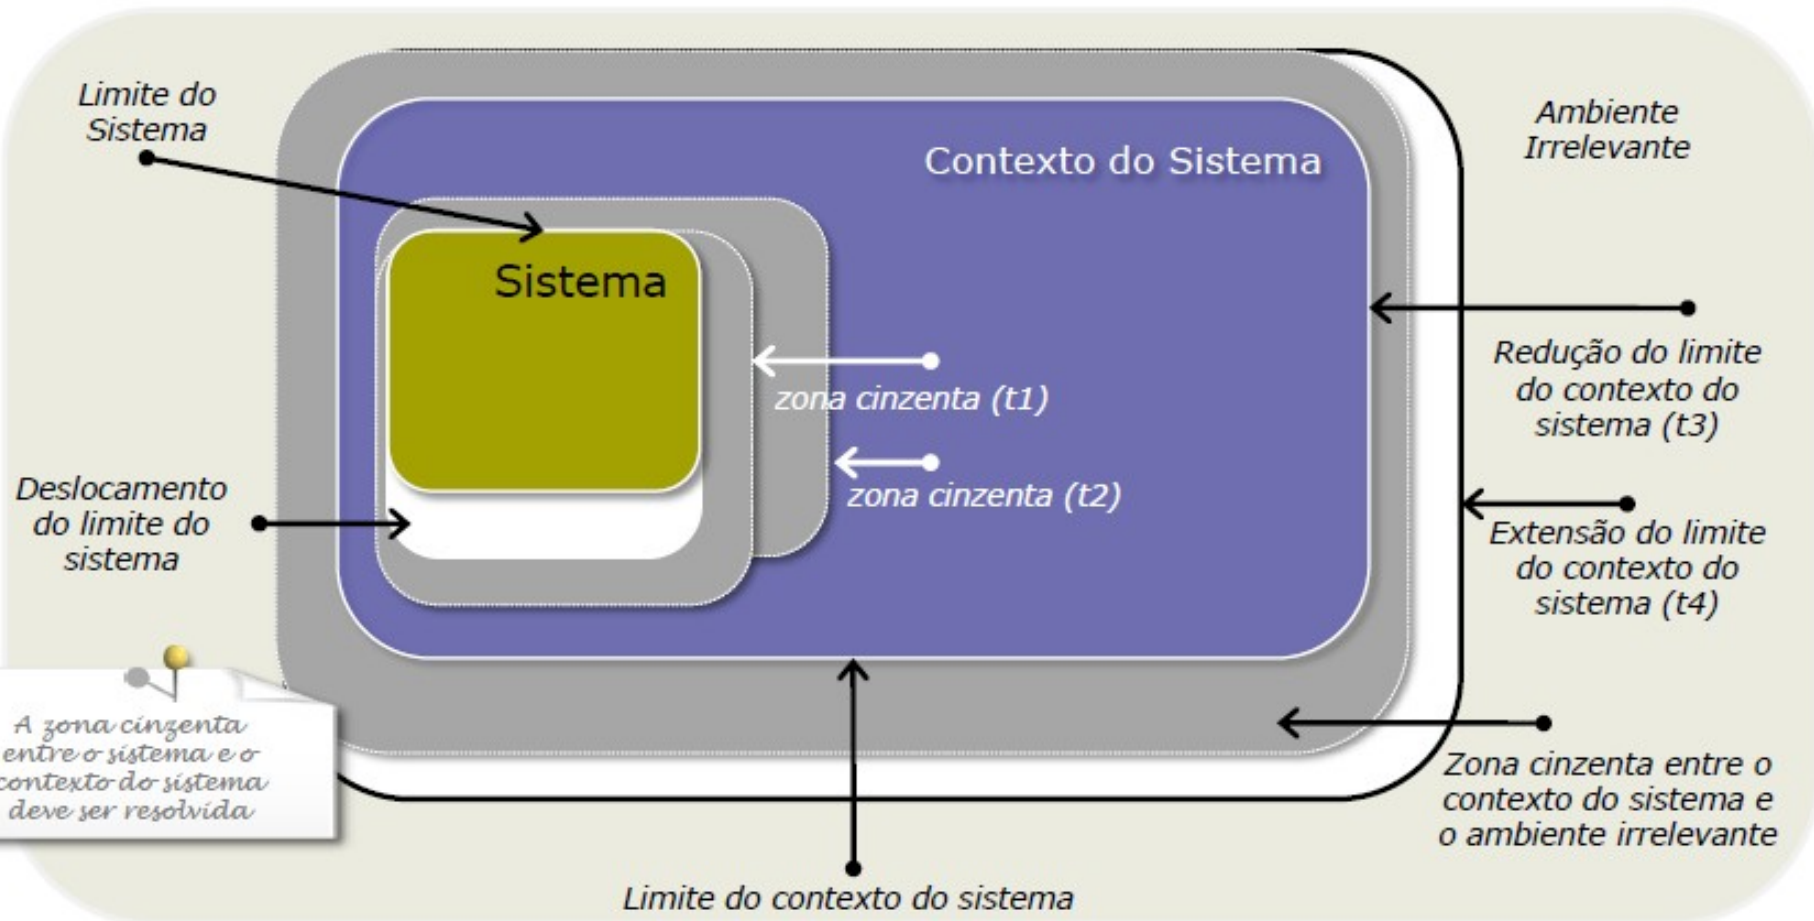 Limite do
Sistema
Ambiente
Irrelevante
Contexto do Sistema
Sistema
zona cinzenta (t1)
zona cinzenta (t2)
Redução do limite
do contexto do
sistema (t3)
Deslocamento
do limite do
sistema
Extensão do limite
do contexto do
sistema (t4)
A zona cinzenta
entre o sistema e o
contexto do sistema
deve ser resolvida
Zona cinzenta entre o
contexto do sistema e
o ambiente irrelevante
Limite do contexto do sistema